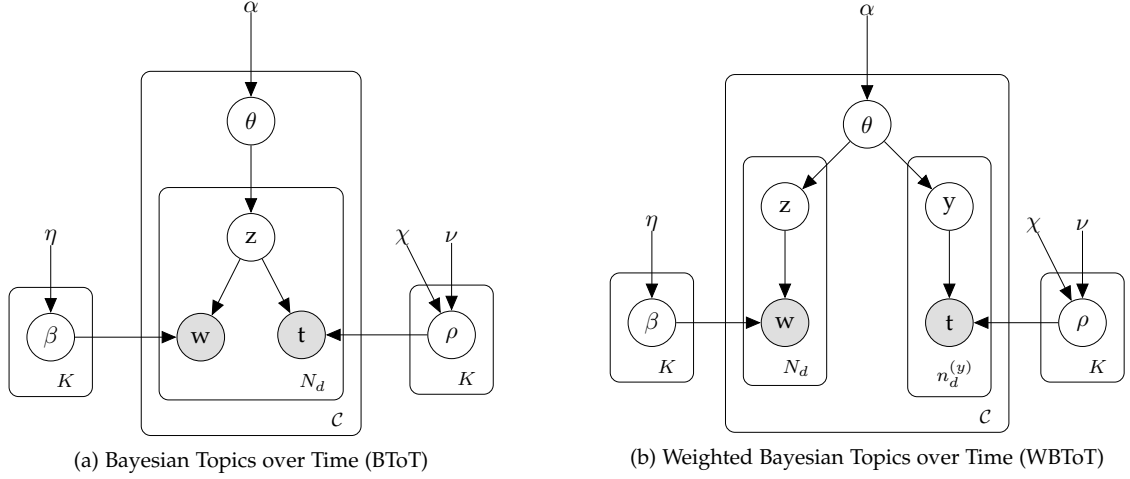 α
θ
z
η
χ ν
β
w
t
ρ
K
N_d
K
𝒞
(a) Bayesian Topics over Time (BToT)
α
θ
z
y
η
χ ν
β
w
t
ρ
K
N_d
n_d^{(y)}
K
𝒞
(b) Weighted Bayesian Topics over Time (WBToT)